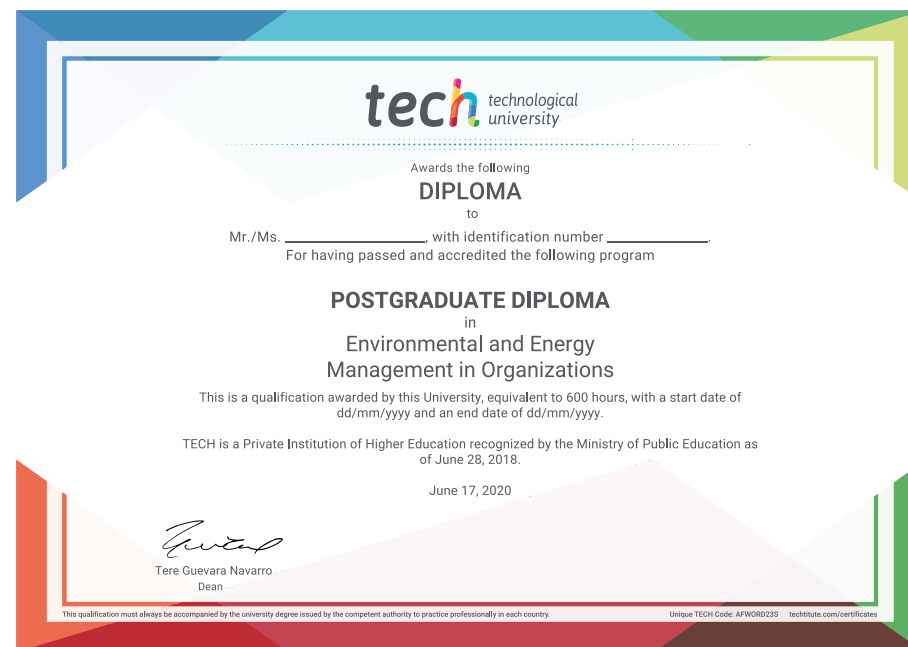 tech technological
university
Awards the following
DIPLOMA
to
Mr./Ms. ____________________, with identification number _______________.
For having passed and accredited the following program
POSTGRADUATE DIPLOMA
in
Environmental and Energy
Management in Organizations
This is a qualification awarded by this University, equivalent to 600 hours, with a start date of
dd/mm/yyyy and an end date of dd/mm/yyyy.
TECH is a Private Institution of Higher Education recognized by the Ministry of Public Education as
of June 28, 2018.
June 17, 2020
Tere Guevara Navarro
Dean
This qualification must always be accompanied by the university degree issued by the competent authority to practice professionally in each country. Unique TECH Code: AFWORD23S techtitute.com/certificates